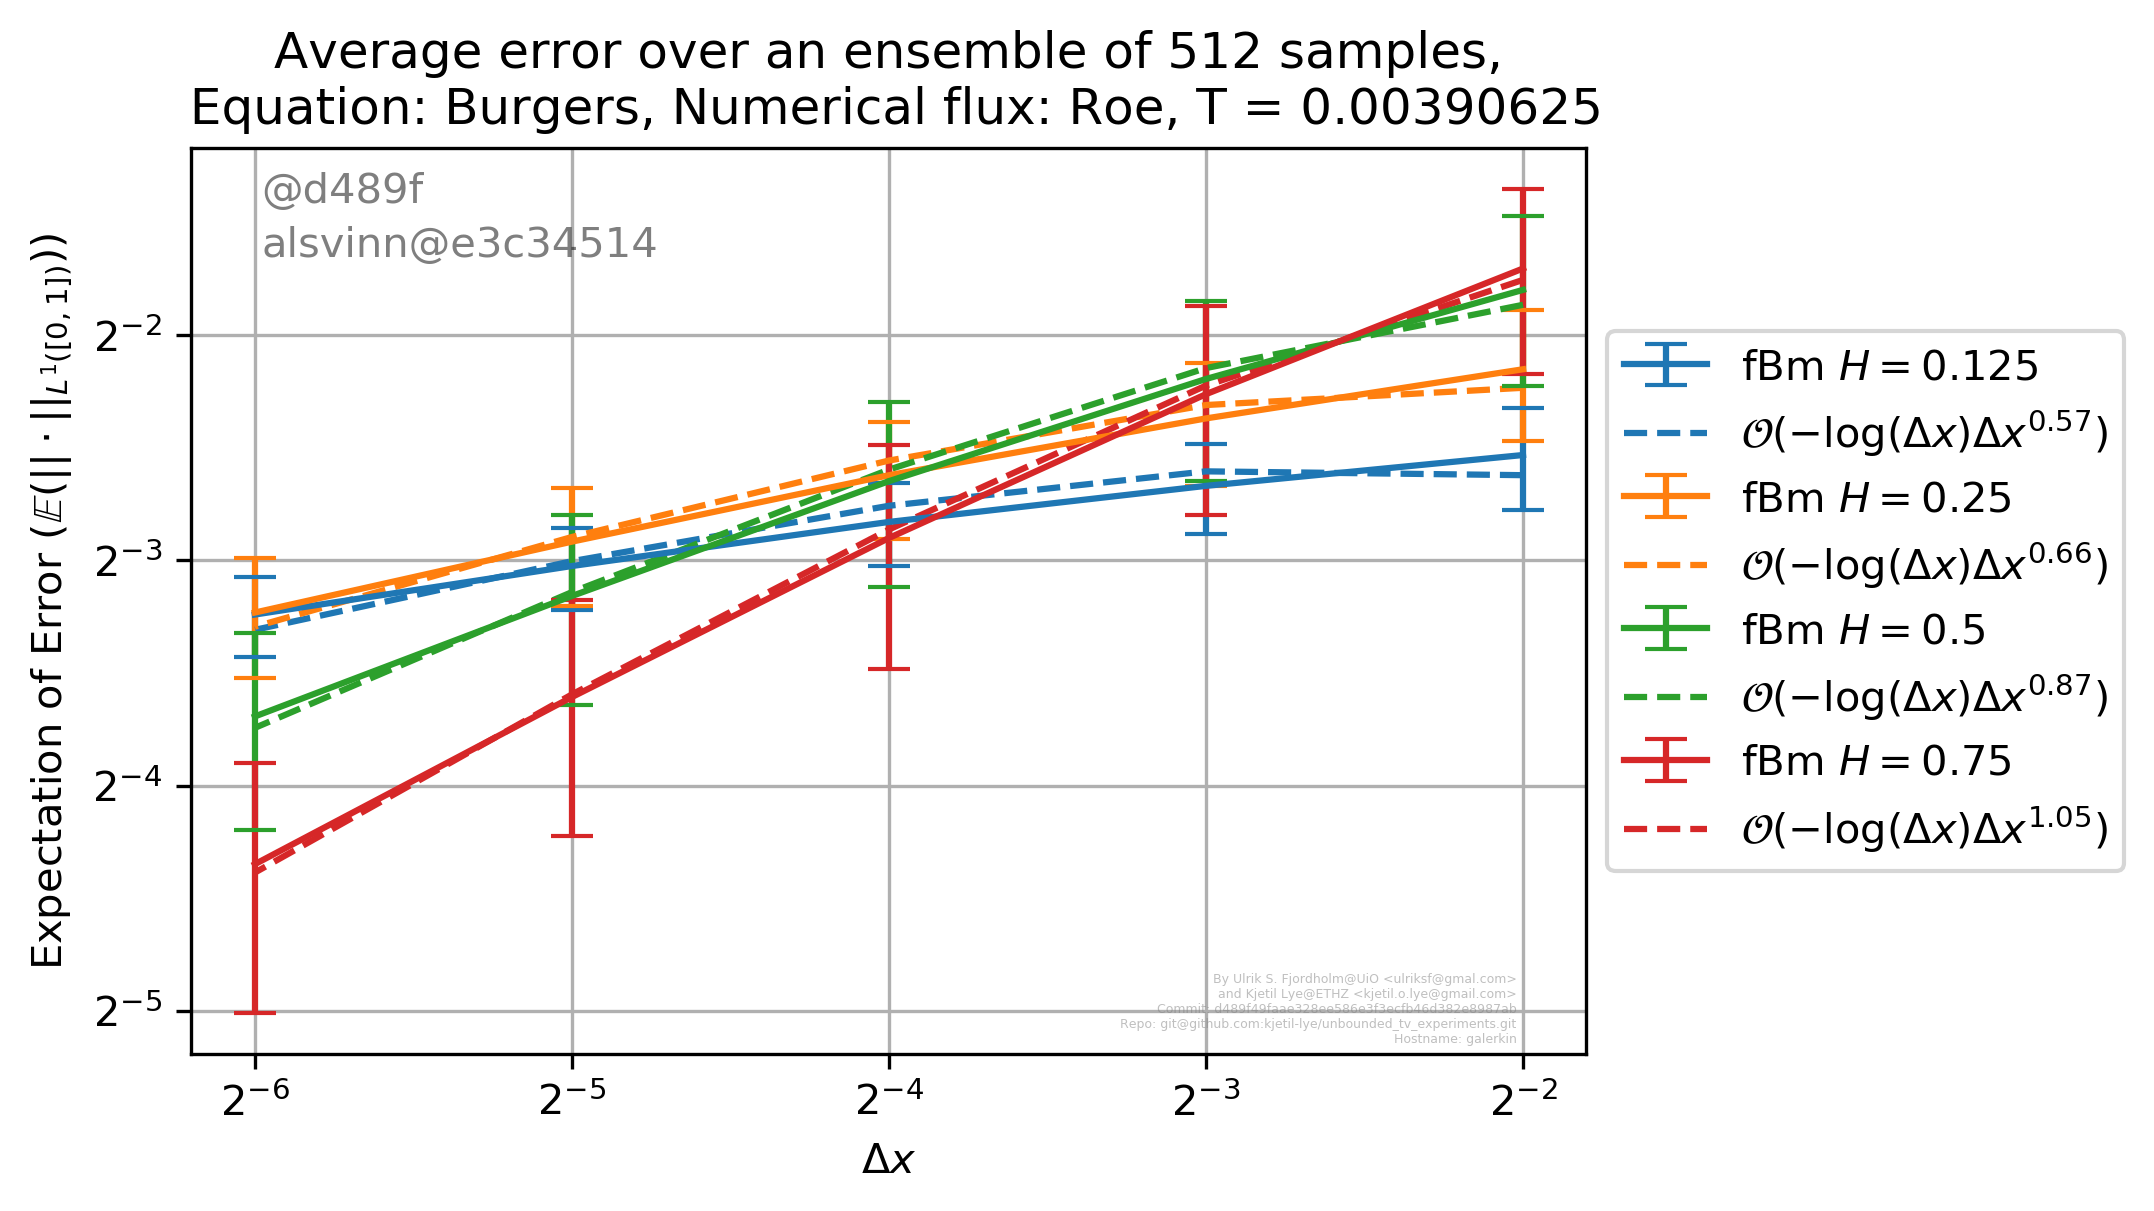 Average error over an ensemble of 512 samples,
Equation: Burgers, Numerical flux: Roe, T = 0.00390625
@d489f
alsvinn@e3c34514
Expectation of Error (𝔼(||·||_{L^1([0,1])}))
2^{-2}
2^{-3}
2^{-4}
2^{-5}
2^{-6}
2^{-5}
2^{-4}
2^{-3}
2^{-2}
Δx
By Ulrik S. Fjordholm@UiO <ulriksf@gmal.com>
and Kjetil Lye@ETHZ <kjetil.o.lye@gmail.com>
Commit: d489f49faae328ee586e3f3ecfb46d382e8987ab
Repo: git@github.com:kjetil-lye/unbounded_tv_experiments.git
Hostname: galerkin
fBm H = 0.125
𝒪(−log(Δx)Δx^{0.57})
fBm H = 0.25
𝒪(−log(Δx)Δx^{0.66})
fBm H = 0.5
𝒪(−log(Δx)Δx^{0.87})
fBm H = 0.75
𝒪(−log(Δx)Δx^{1.05})